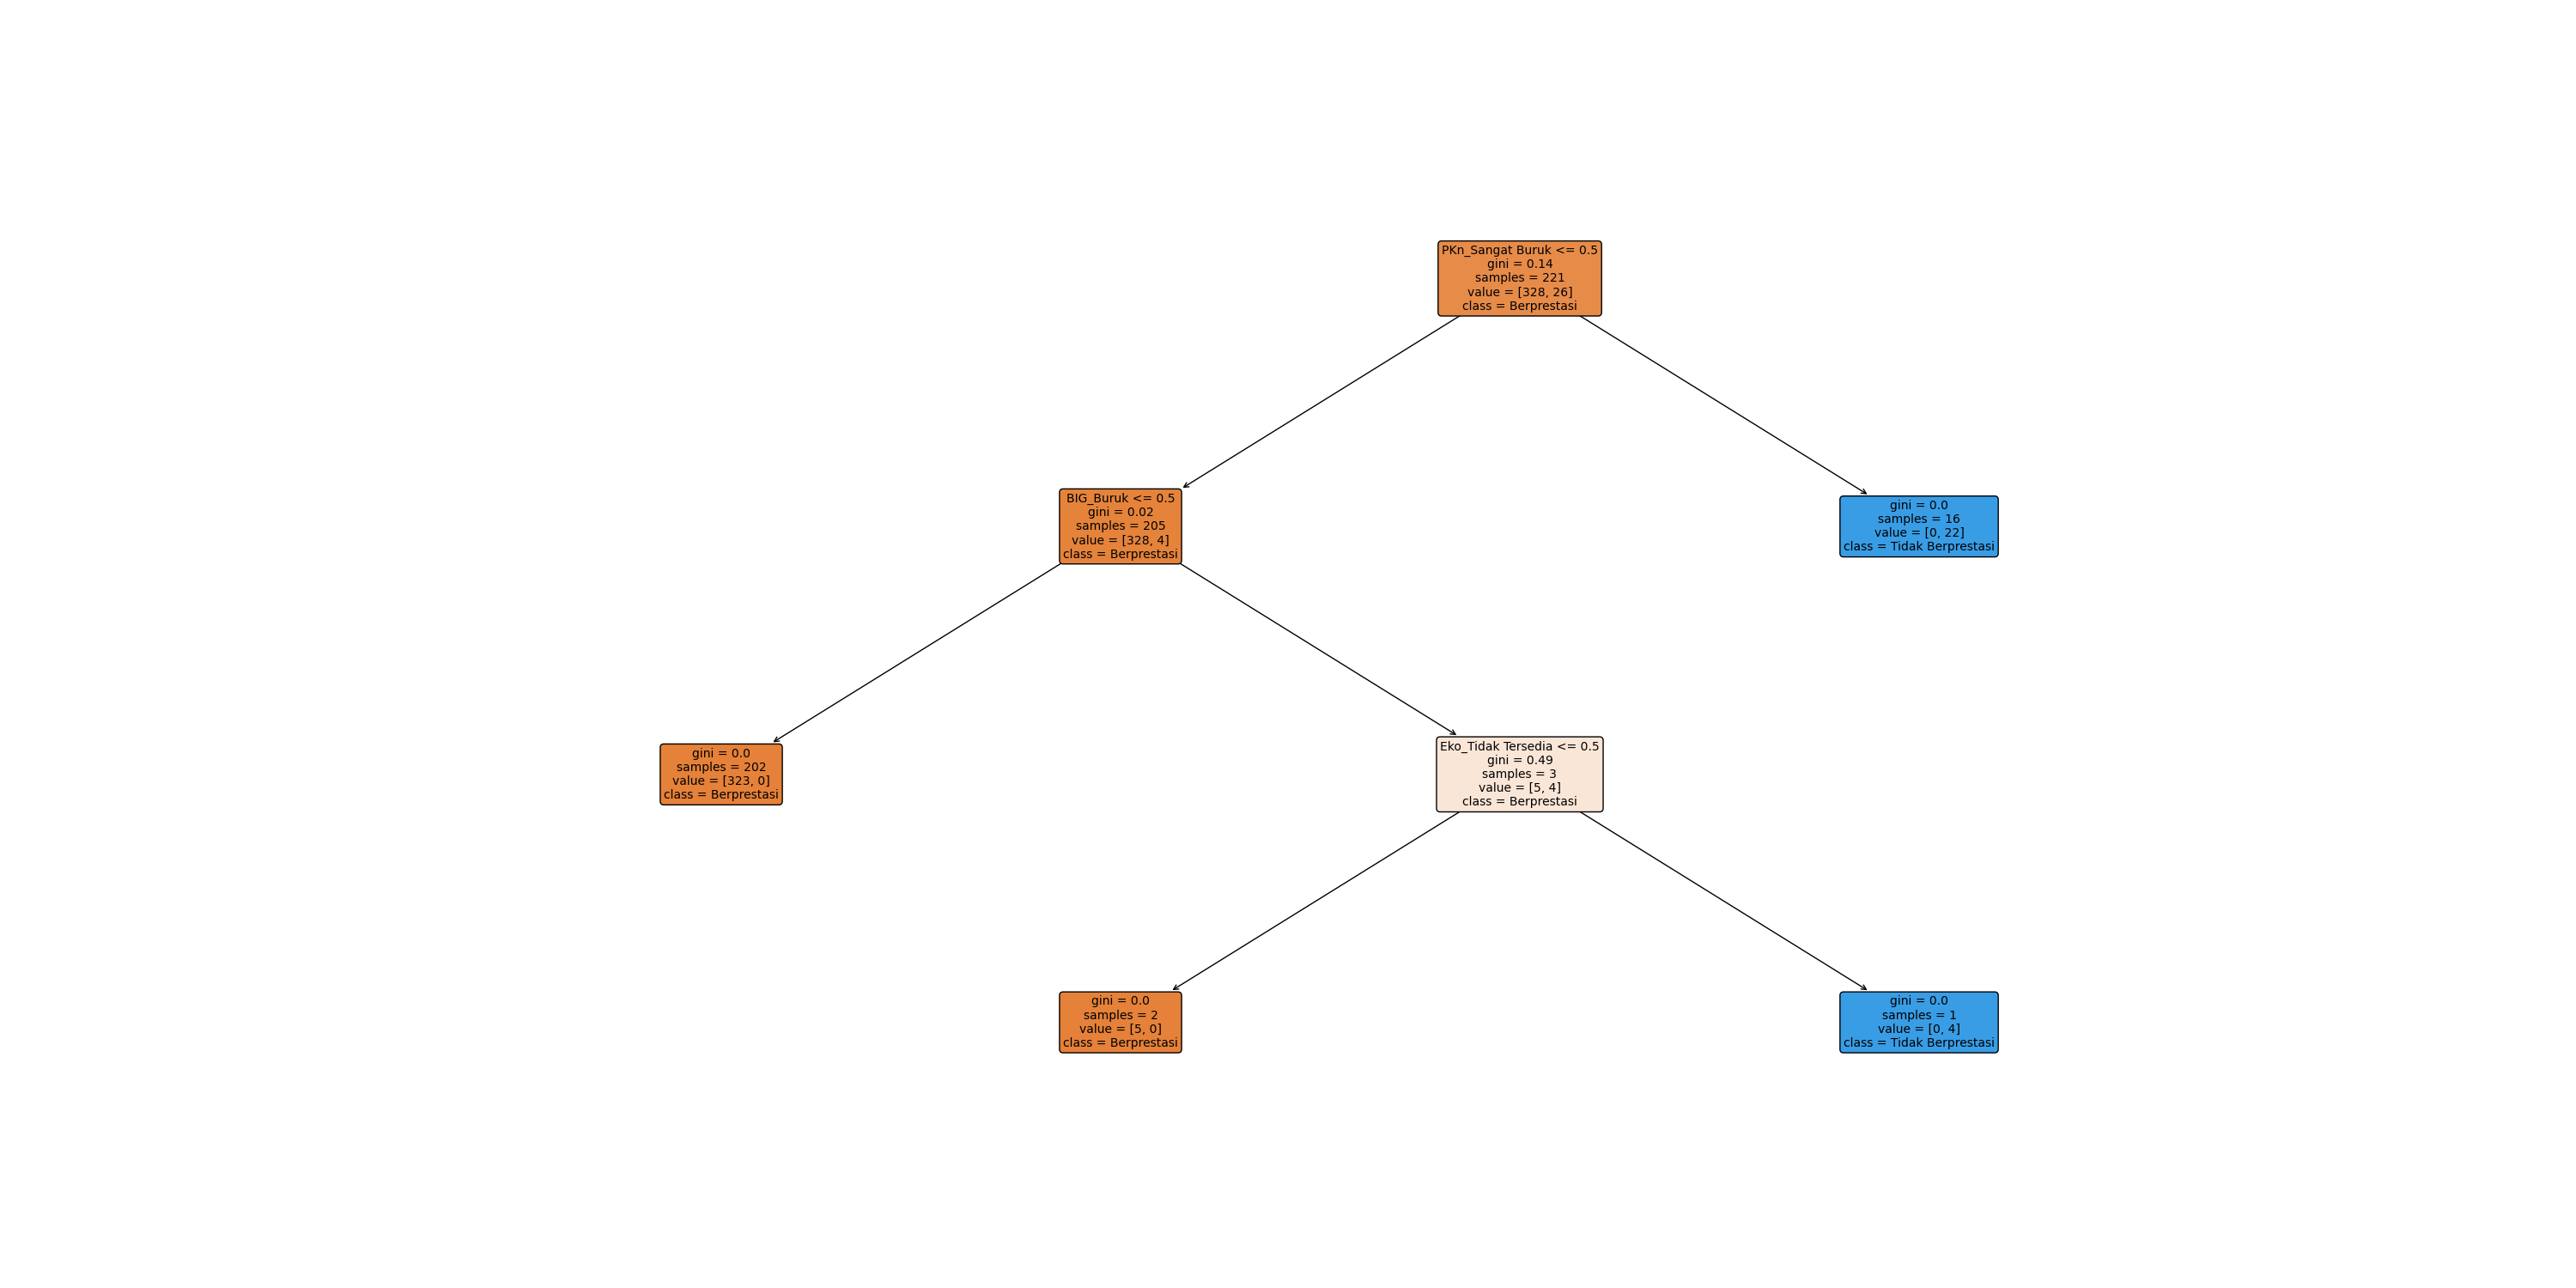 PKn_Sangat Buruk <= 0.5
gini = 0.14
samples = 221
value = [328, 26]
class = Berprestasi
BIG_Buruk <= 0.5
gini = 0.02
samples = 205
value = [328, 4]
class = Berprestasi
gini = 0.0
samples = 16
value = [0, 22]
class = Tidak Berprestasi
gini = 0.0
samples = 202
value = [323, 0]
class = Berprestasi
Eko_Tidak Tersedia <= 0.5
gini = 0.49
samples = 3
value = [5, 4]
class = Berprestasi
gini = 0.0
samples = 2
value = [5, 0]
class = Berprestasi
gini = 0.0
samples = 1
value = [0, 4]
class = Tidak Berprestasi